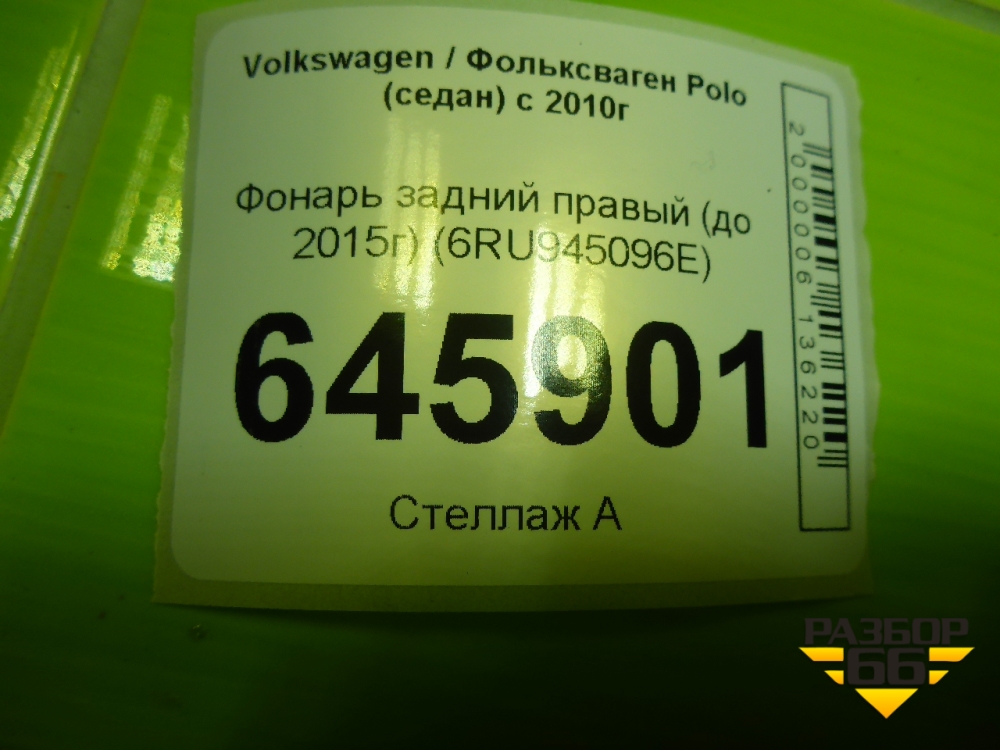 Volkswagen / Фольксваген Polo
(седан) с 2010г
Фонарь задний правый (до
2015г) (6RU945096E)
645901
Стеллаж А
2000006136220
РАЗБОР
66